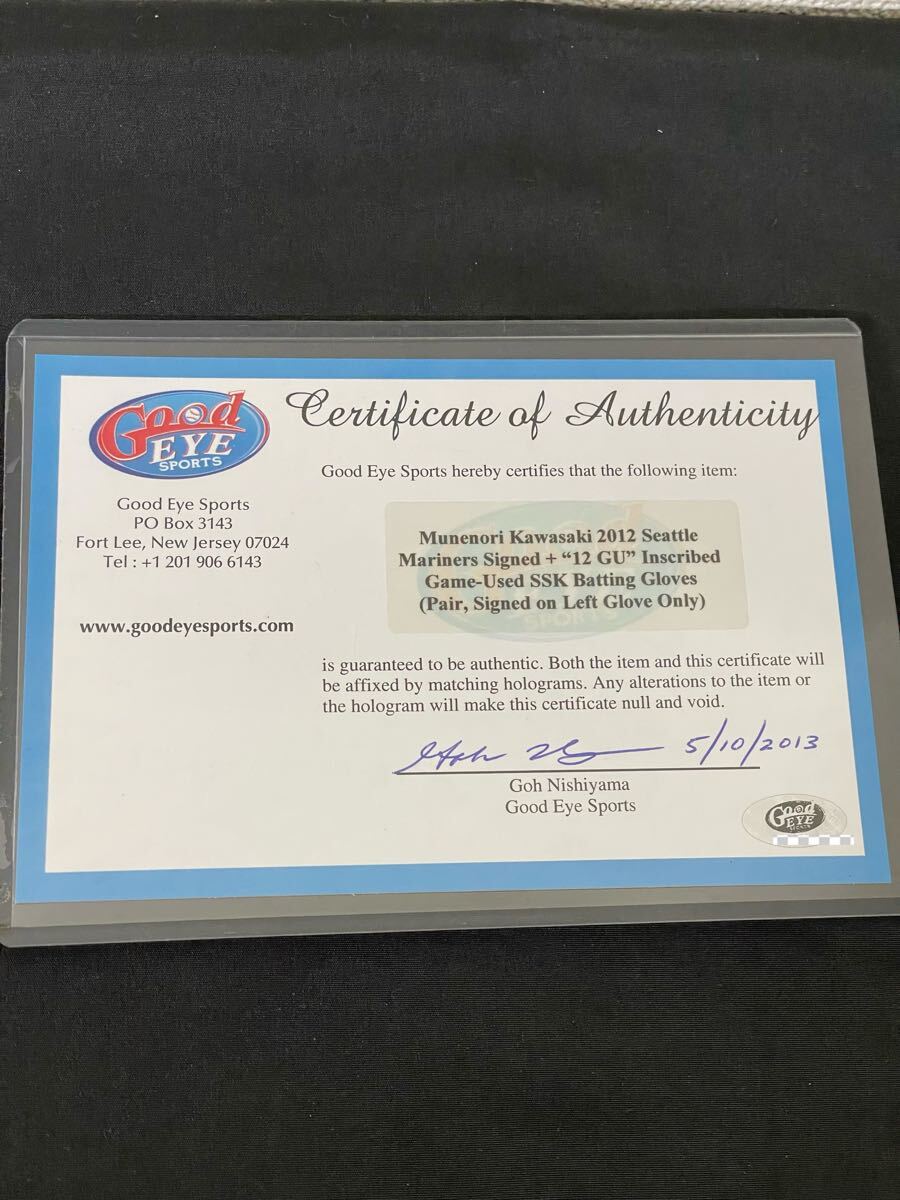 Good
EYE
SPORTS
Certificate of Authenticity
Good Eye Sports
PO Box 3143
Fort Lee, New Jersey 07024
Tel : +1 201 906 6143
www.goodeyesports.com
Good Eye Sports hereby certifies that the following item:
Munenori Kawasaki 2012 Seattle
Mariners Signed + “12 GU” Inscribed
Game-Used SSK Batting Gloves
(Pair, Signed on Left Glove Only)
is guaranteed to be authentic. Both the item and this certificate will
be affixed by matching holograms. Any alterations to the item or
the hologram will make this certificate null and void.
5/10/2013
Goh Nishiyama
Good Eye Sports
Good
EYE
SPORTS